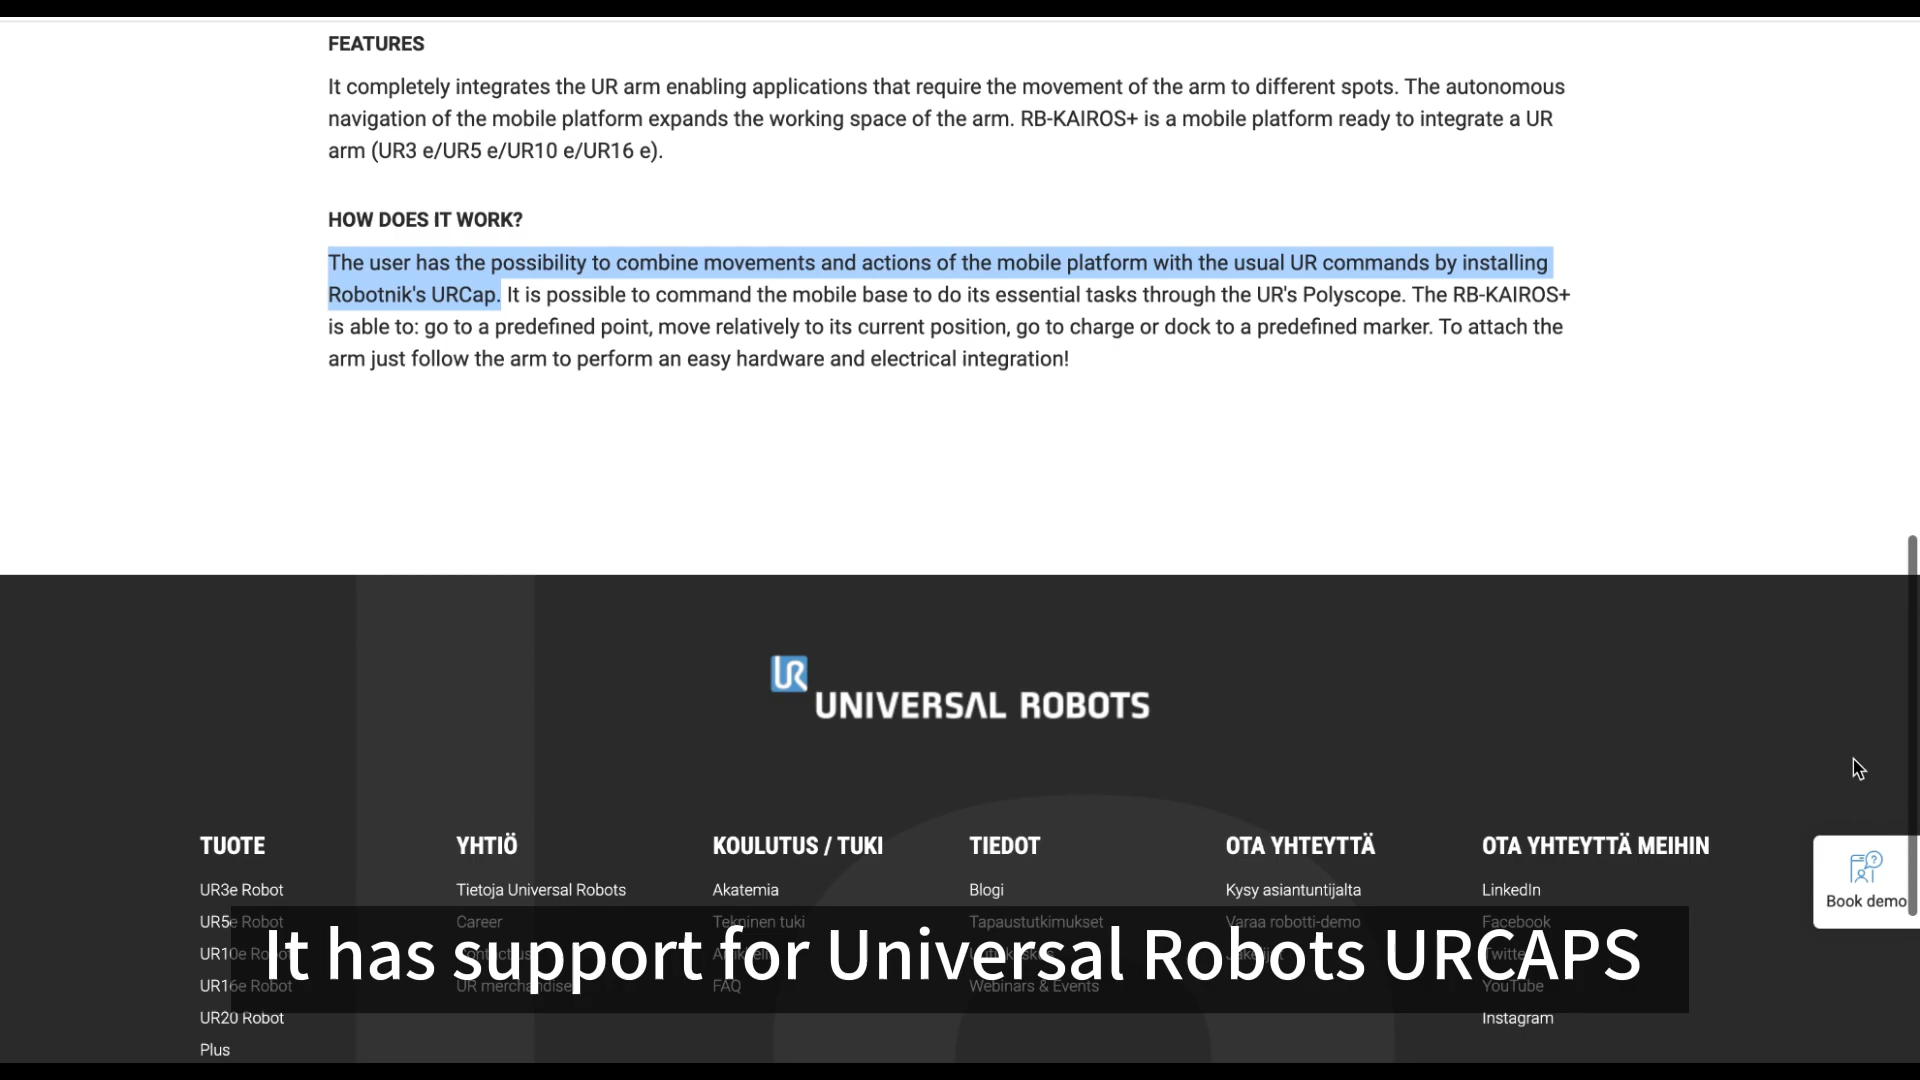 FEATURES
It completely integrates the UR arm enabling applications that require the movement of the arm to different spots. The autonomous
navigation of the mobile platform expands the working space of the arm. RB-KAIROS+ is a mobile platform ready to integrate a UR
arm (UR3 e/UR5 e/UR10 e/UR16 e).
HOW DOES IT WORK?
The user has the possibility to combine movements and actions of the mobile platform with the usual UR commands by installing
Robotnik's URCap. It is possible to command the mobile base to do its essential tasks through the UR's Polyscope. The RB-KAIROS+
is able to: go to a predefined point, move relatively to its current position, go to charge or dock to a predefined marker. To attach the
arm just follow the arm to perform an easy hardware and electrical integration!
UR
UNIVERSAL ROBOTS
TUOTE
UR3e Robot
UR5e Robot
UR10e
UR16e Robot
UR20 Robot
Plus
YHTIÖ
Tietoja Universal Robots
Career
UR merchandise
KOULUTUS / TUKI
Akatemia
Tekninen tuki
FAQ
TIEDOT
Blogi
Tapaustutkimukset
Webinars & Events
OTA YHTEYTTÄ
Kysy asiantuntijalta
Varaa robotti-demo
OTA YHTEYTTÄ MEIHIN
LinkedIn
Facebook
YouTube
Instagram
Book demo
It has support for Universal Robots URCAPS